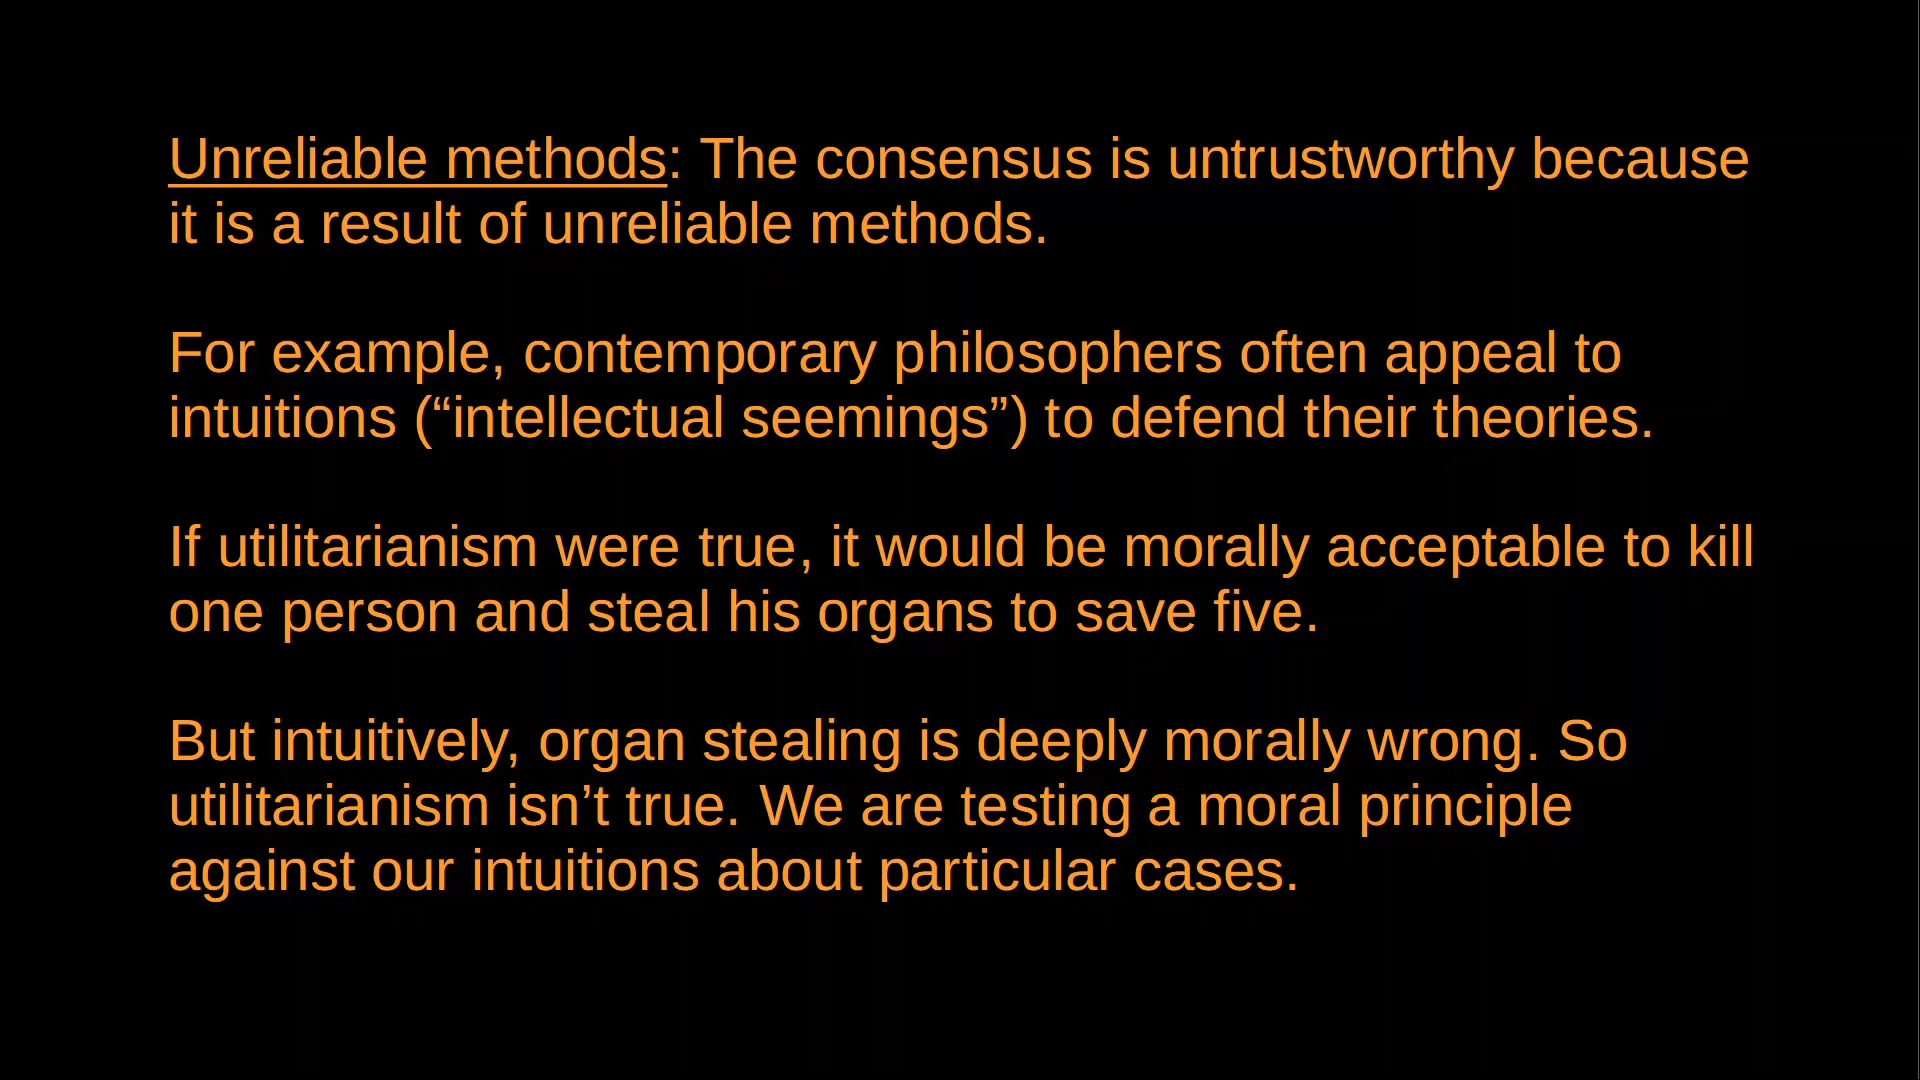 Unreliable methods: The consensus is untrustworthy because
it is a result of unreliable methods.
For example, contemporary philosophers often appeal to
intuitions (“intellectual seemings”) to defend their theories.
If utilitarianism were true, it would be morally acceptable to kill
one person and steal his organs to save five.
But intuitively, organ stealing is deeply morally wrong. So
utilitarianism isn’t true. We are testing a moral principle
against our intuitions about particular cases.